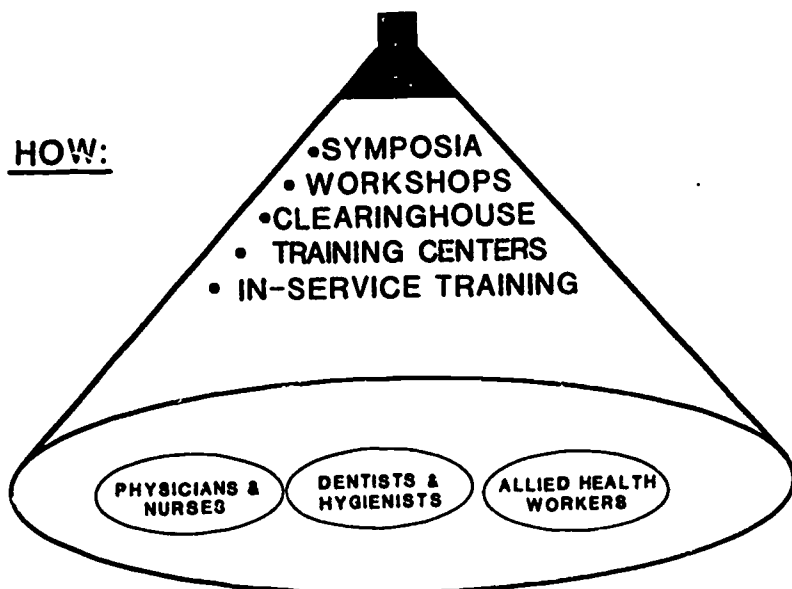 HOW:
•SYMPOSIA
• WORKSHOPS
•CLEARINGHOUSE
• TRAINING CENTERS
• IN-SERVICE TRAINING
PHYSICIANS &
NURSES
DENTISTS &
HYGIENISTS
ALLIED HEALTH
WORKERS